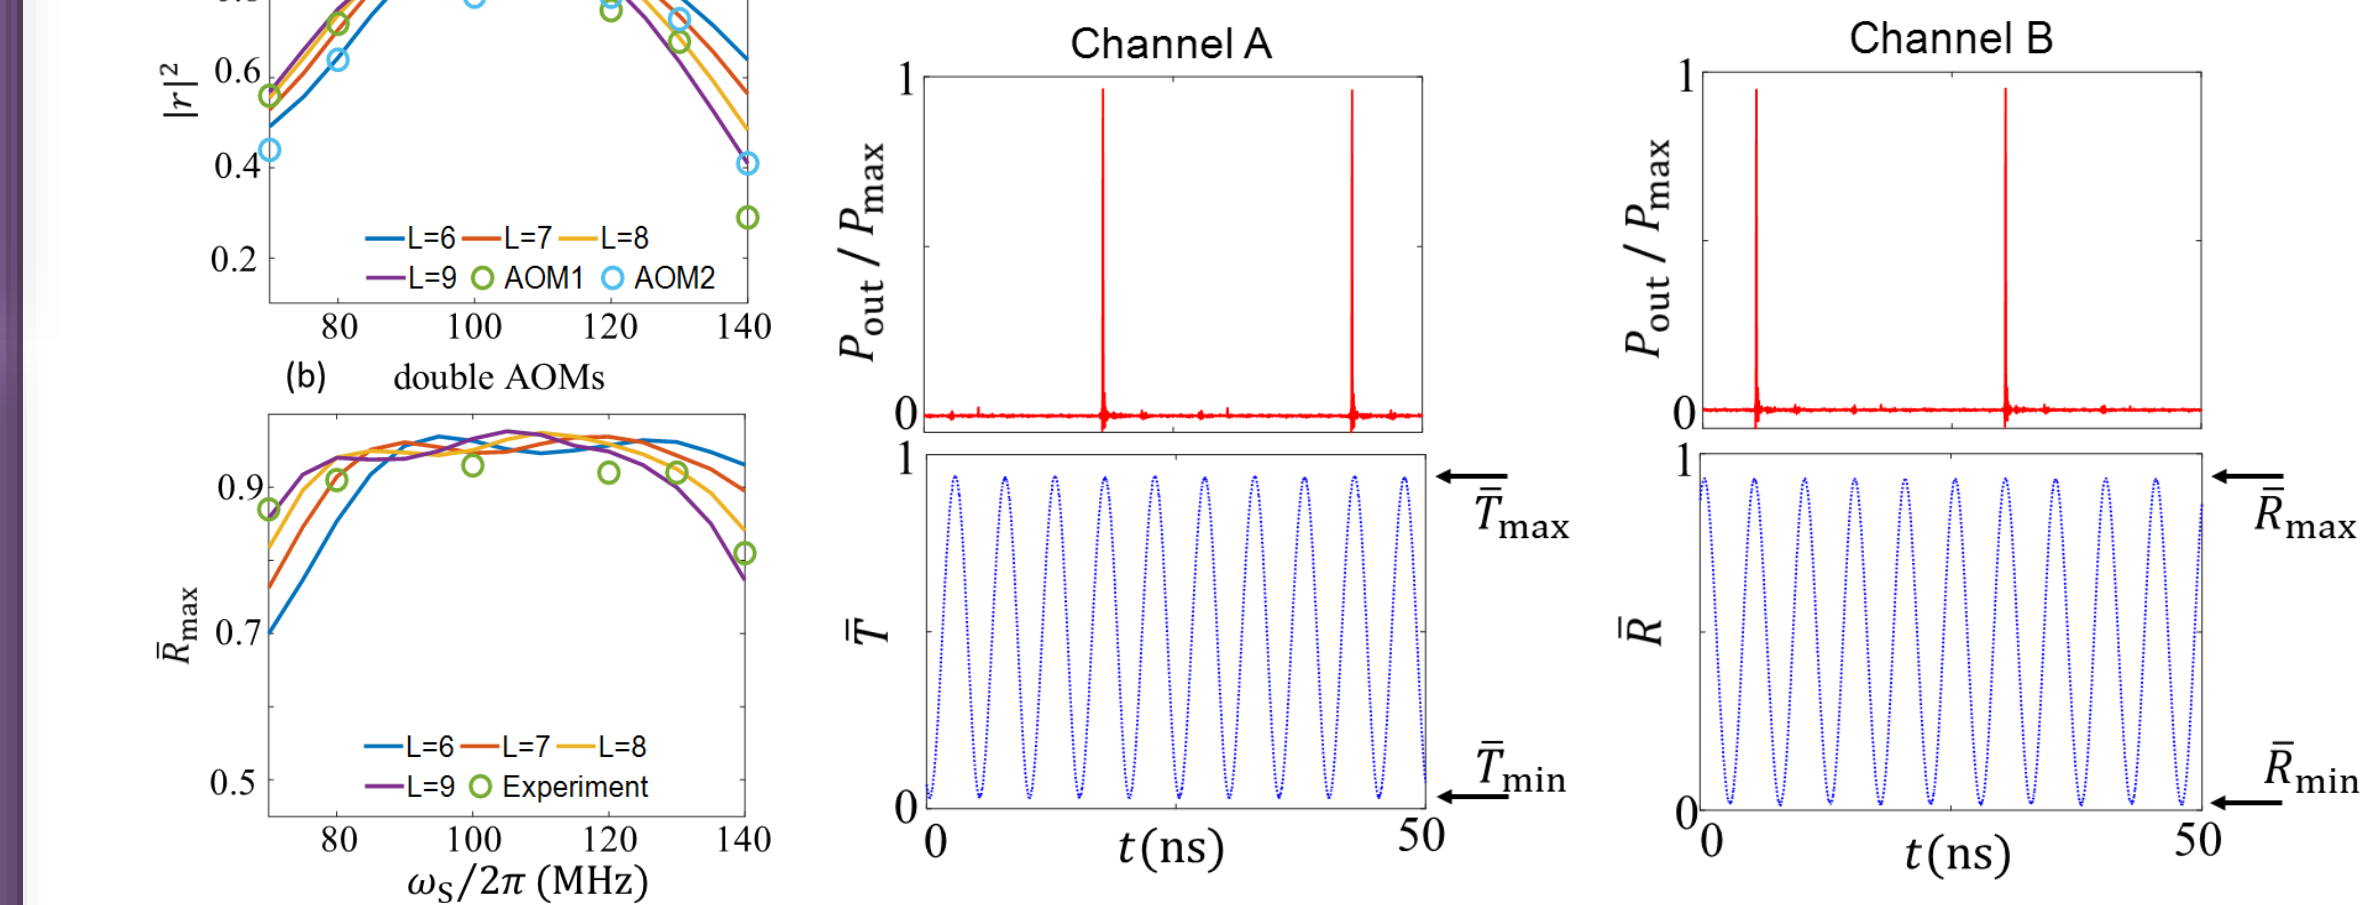 |r|²
0.6
0.4
0.2
L=6 L=7 L=8
L=9 AOM1 AOM2
80 100 120 140
(b) double AOMs
R̿max
0.9
0.7
0.5
L=6 L=7 L=8
L=9 Experiment
80 100 120 140
ωS/2π (MHz)
Channel A
Pout / Pmax
1
0
T̿
1
0
T̿max
T̿min
0 50
t(ns)
Channel B
Pout / Pmax
1
0
R̿
1
0
R̿max
R̿min
0 50
t(ns)